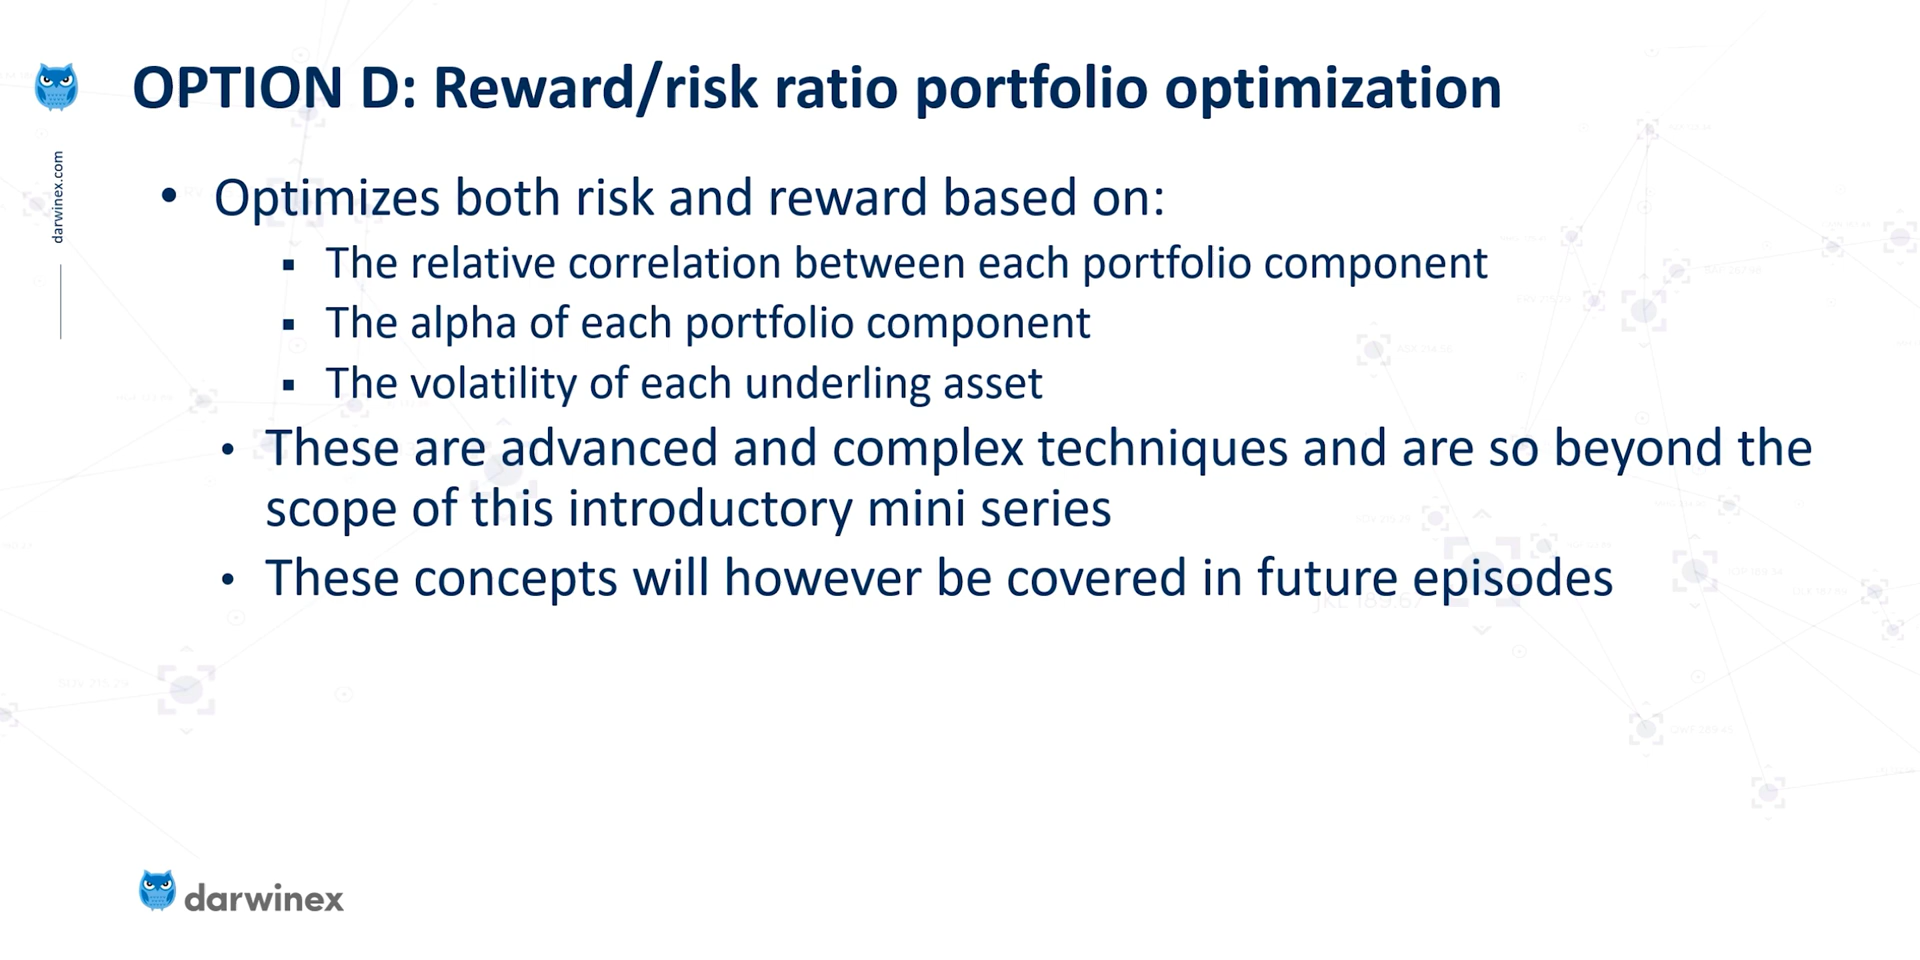 OPTION D: Reward/risk ratio portfolio optimization
darwinex.com
• Optimizes both risk and reward based on:
▪ The relative correlation between each portfolio component
▪ The alpha of each portfolio component
▪ The volatility of each underling asset
• These are advanced and complex techniques and are so beyond the
scope of this introductory mini series
• These concepts will however be covered in future episodes
darwinex